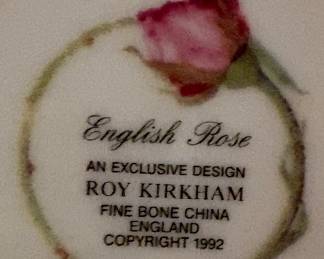 English Rose
AN EXCLUSIVE DESIGN
ROY KIRKHAM
FINE BONE CHINA
ENGLAND
COPYRIGHT 1992